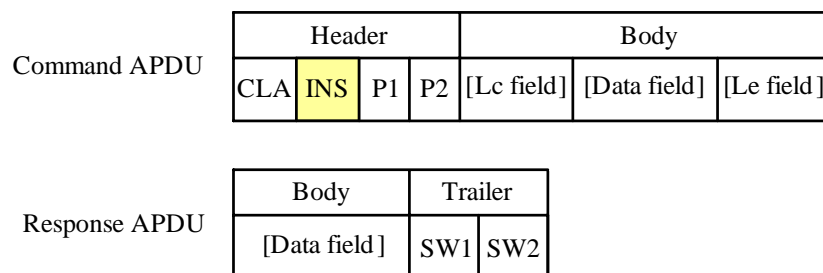 Header Body
Command APDU
CLA INS P1 P2 [Lc field] [Data field] [Le field]
Body Trailer
Response APDU
[Data field] SW1 SW2